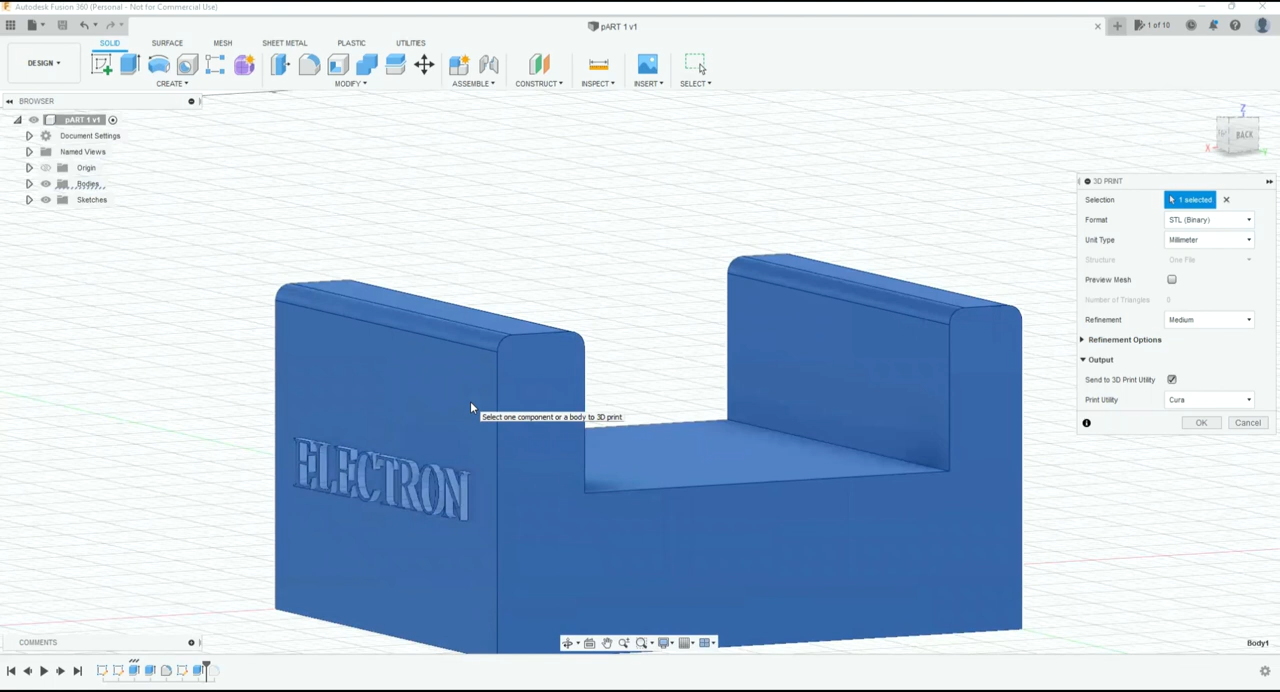 Autodesk Fusion 360 (Personal - Not for Commercial Use)
pART 1 v1
1 of 10
DESIGN
SOLID SURFACE MESH SHEET METAL PLASTIC UTILITIES
CREATE MODIFY ASSEMBLE CONSTRUCT INSPECT INSERT SELECT
BROWSER
pART 1 v1
Document Settings
Named Views
Origin
Bodies
Sketches
Z
BACK
X
Y
3D PRINT
Selection 1 selected
Format STL (Binary)
Unit Type Millimeter
Structure One File
Preview Mesh
Number of Triangles 0
Refinement Medium
Refinement Options
Output
Send to 3D Print Utility
Print Utility Cura
OK Cancel
Select one component or a body to 3D print
ELECTRON
COMMENTS
Body1